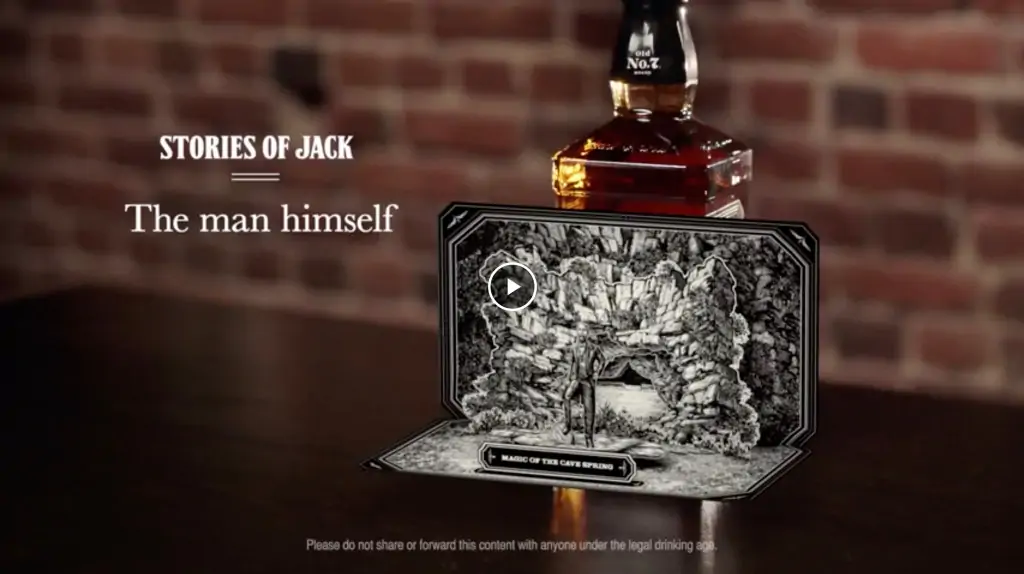 Old
No.7
BRAND
STORIES OF JACK
The man himself
MAGIC OF THE CAVE SPRING
Please do not share or forward this content with anyone under the legal drinking age.